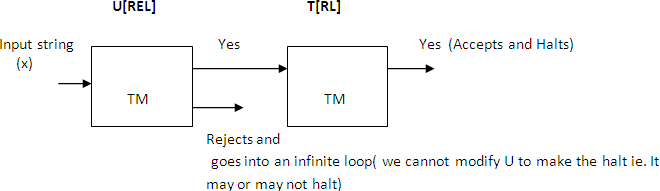 U[REL] T[RL]
Input string Yes Yes (Accepts and Halts)
(x)
TM TM
Rejects and
goes into an infinite loop( we cannot modify U to make the halt ie. It
may or may not halt)